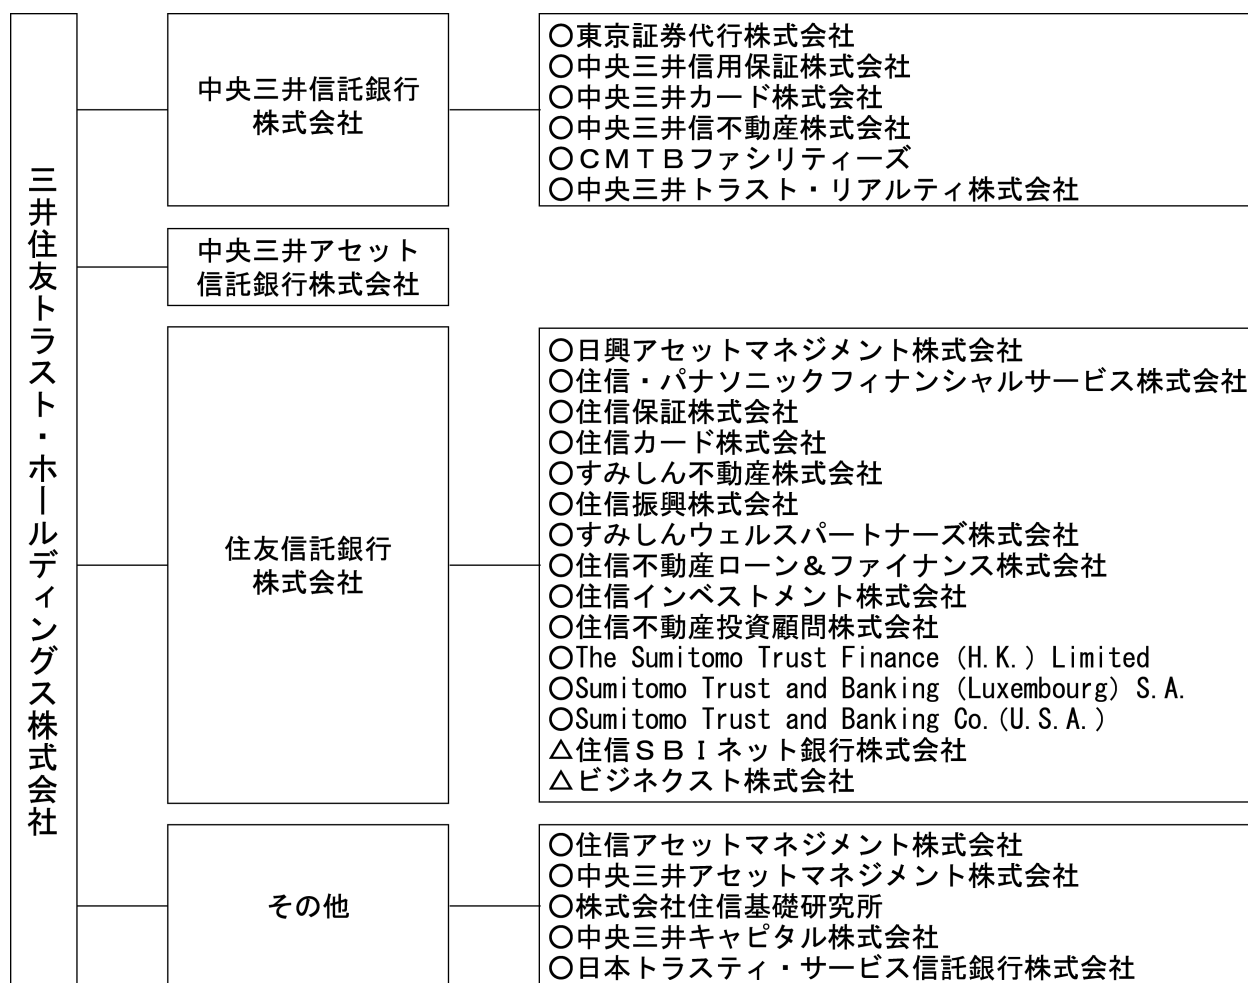 三井住友トラスト・ホールディングス株式会社
中央三井信託銀行
株式会社
○東京証券代行株式会社
○中央三井信用保証株式会社
○中央三井カード株式会社
○中央三井信不動産株式会社
○ＣＭＴＢファシリティーズ
○中央三井トラスト・リアルティ株式会社
中央三井アセット
信託銀行株式会社
住友信託銀行
株式会社
○日興アセットマネジメント株式会社
○住信・パナソニックフィナンシャルサービス株式会社
○住信保証株式会社
○住信カード株式会社
○すみしん不動産株式会社
○住信振興株式会社
○すみしんウェルスパートナーズ株式会社
○住信不動産ローン＆ファイナンス株式会社
○住信インベストメント株式会社
○住信不動産投資顧問株式会社
○The Sumitomo Trust Finance (H.K.) Limited
○Sumitomo Trust and Banking (Luxembourg) S.A.
○Sumitomo Trust and Banking Co.(U.S.A.)
△住信ＳＢＩネット銀行株式会社
△ビジネクスト株式会社
その他
○住信アセットマネジメント株式会社
○中央三井アセットマネジメント株式会社
○株式会社住信基礎研究所
○中央三井キャピタル株式会社
○日本トラスティ・サービス信託銀行株式会社